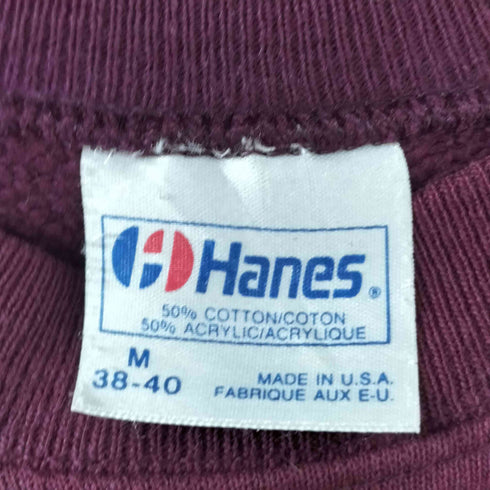 Hanes®
50% COTTON/COTON
50% ACRYLIC/ACRYLIQUE
M
38-40
MADE IN U.S.A.
FABRIQUE AUX E-U.